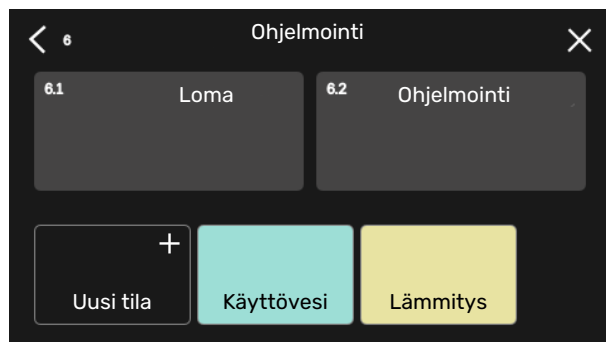 6
Ohjelmointi
6.1
Loma
6.2
Ohjelmointi
Uusi tila
Käyttövesi
Lämmitys